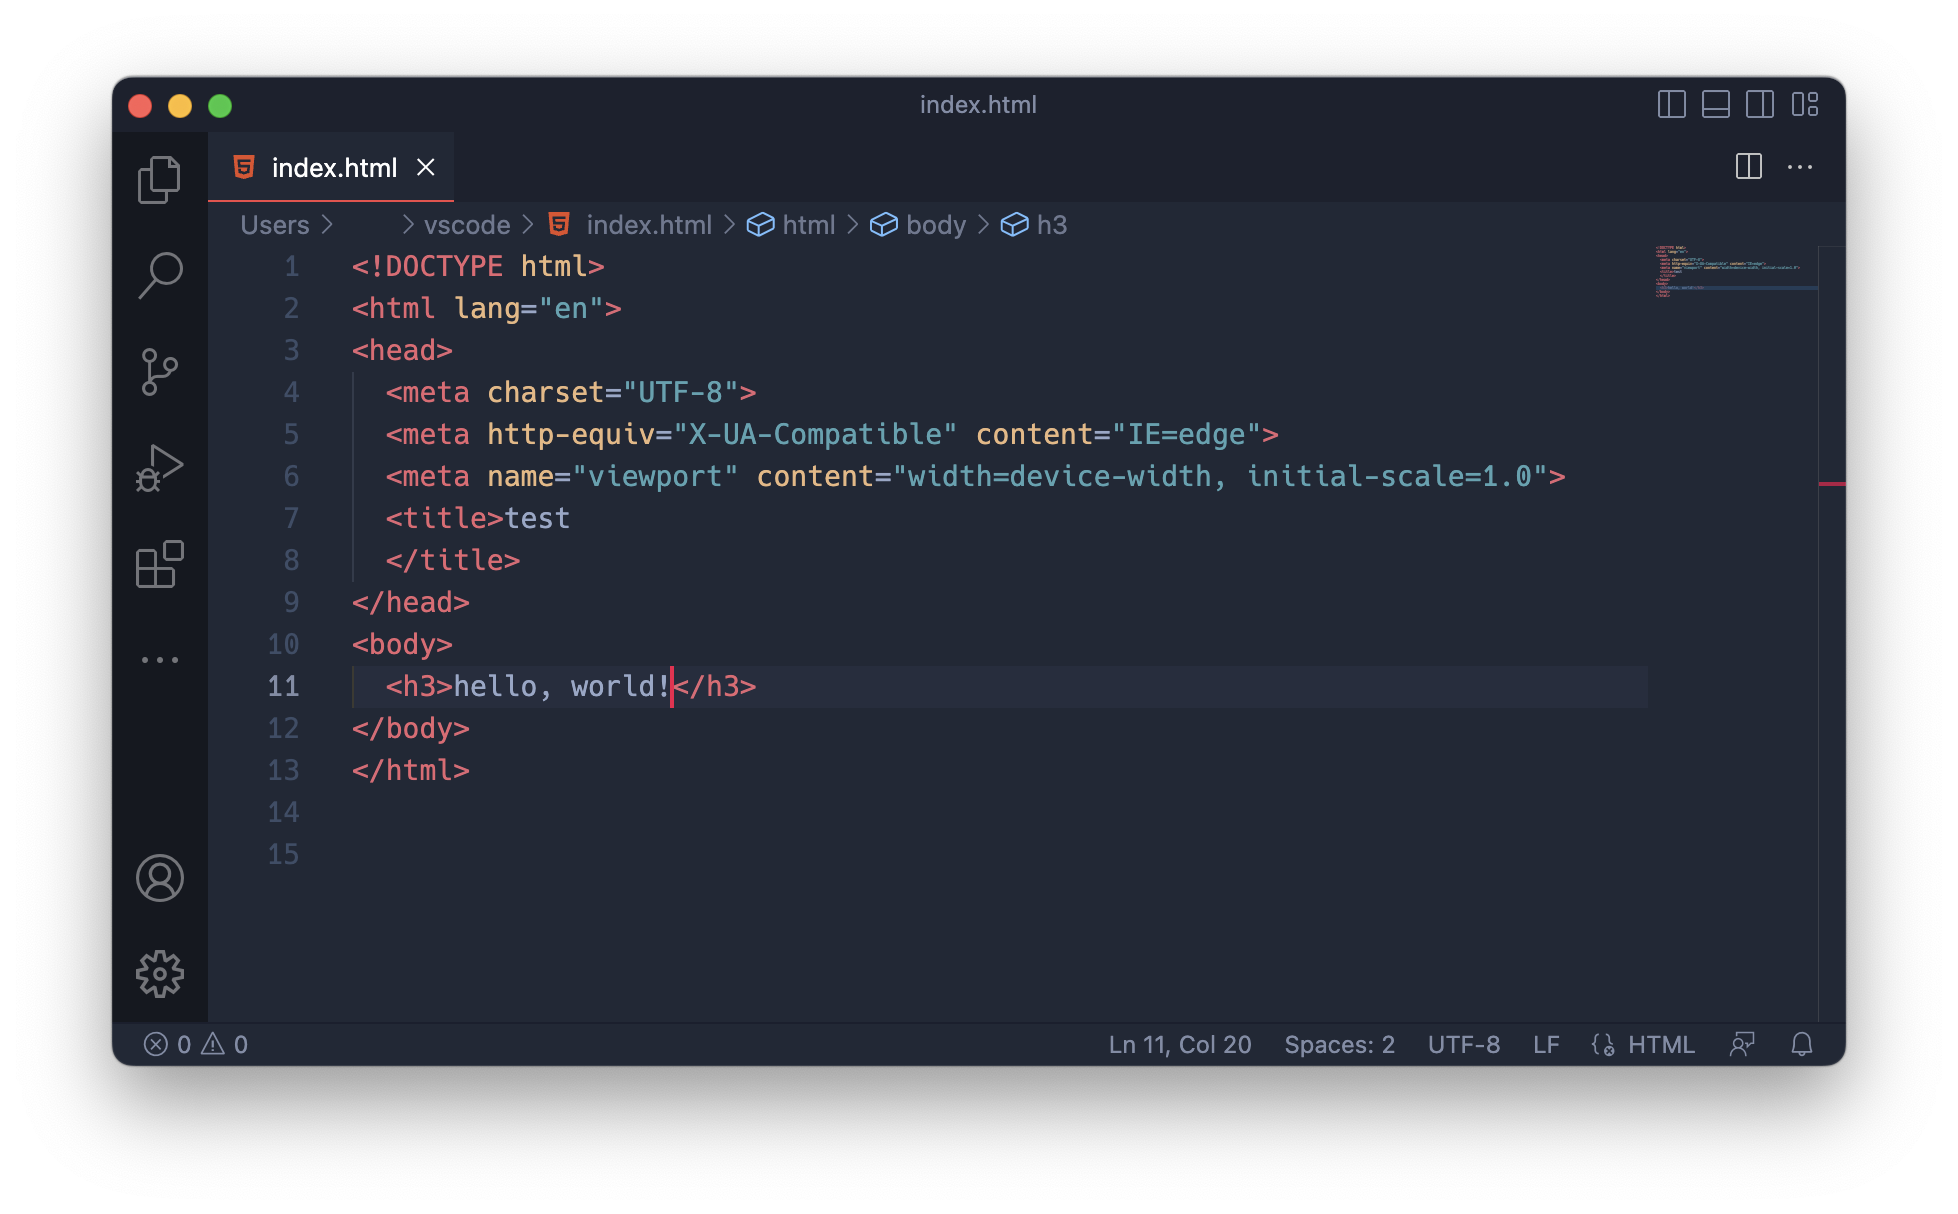 index.html
index.html
Users > > vscode > index.html > html > body > h3
1 <!DOCTYPE html>
2 <html lang="en">
3 <head>
4 <meta charset="UTF-8">
5 <meta http-equiv="X-UA-Compatible" content="IE=edge">
6 <meta name="viewport" content="width=device-width, initial-scale=1.0">
7 <title>test
8 </title>
9 </head>
10 <body>
11 <h3>hello, world!</h3>
12 </body>
13 </html>
14
15
0 0 Ln 11, Col 20 Spaces: 2 UTF-8 LF HTML